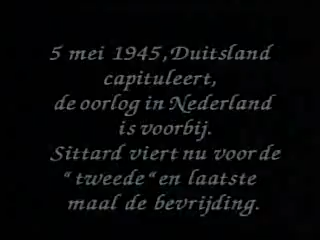 5 mei 1945, Duitsland
capituleert,
de oorlog in Nederland
is voorbij.
Sittard viert nu voor de
“ tweede “ en laatste
maal de bevrijding.